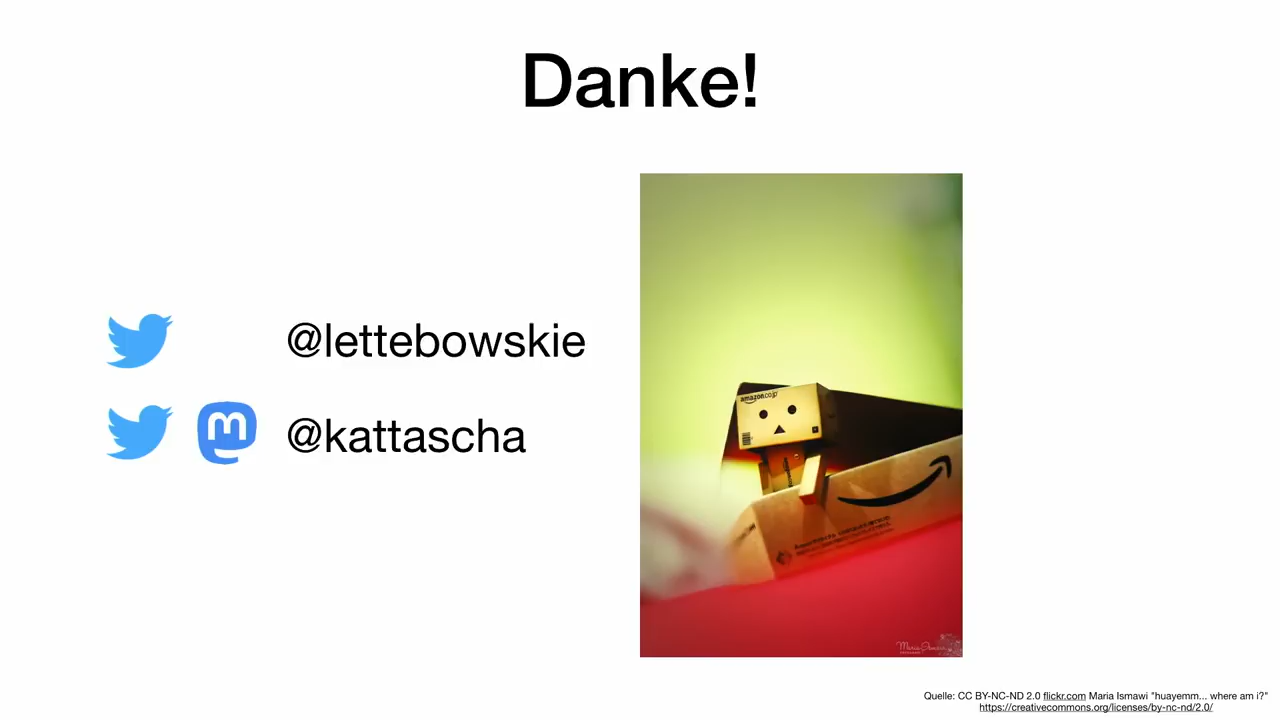 Danke!
@lettebowskie
@kattascha
amazon.co.jp
Quelle: CC BY-NC-ND 2.0 flickr.com Maria Ismawi "huayemm... where am i?"
https://creativecommons.org/licenses/by-nc-nd/2.0/